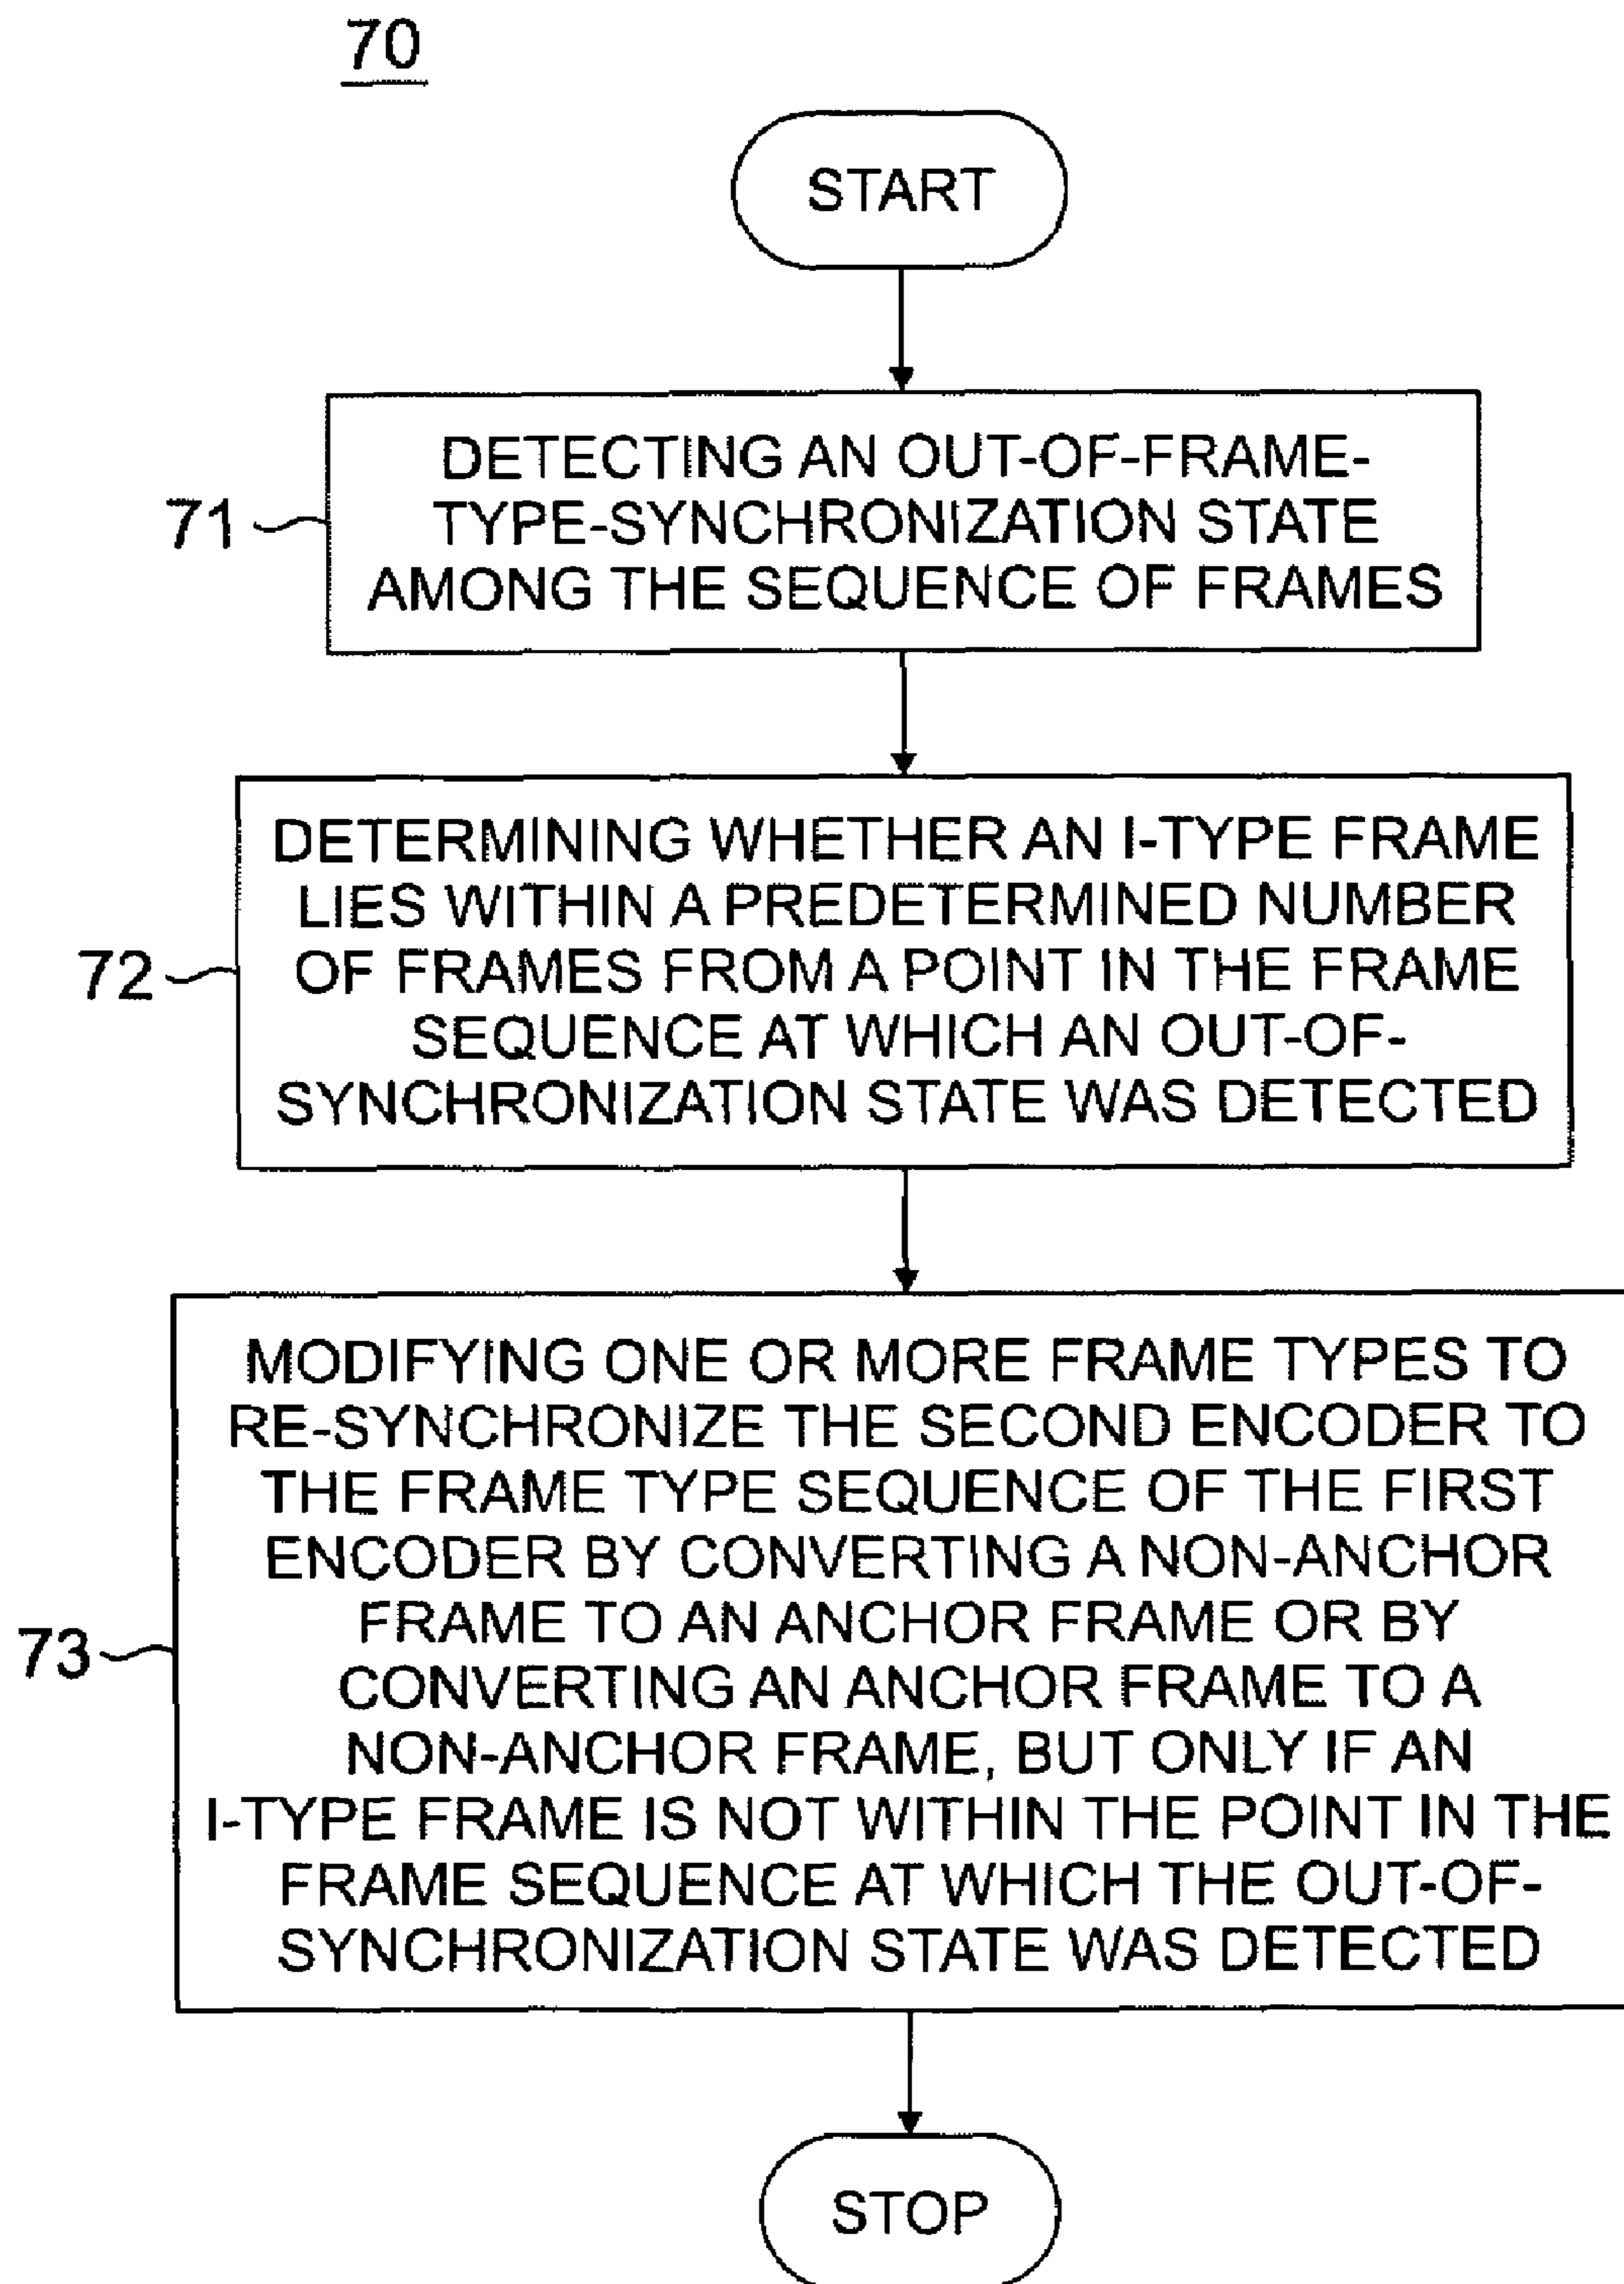 70
START
71
DETECTING AN OUT-OF-FRAME-
TYPE-SYNCHRONIZATION STATE
AMONG THE SEQUENCE OF FRAMES
72
DETERMINING WHETHER AN I-TYPE FRAME
LIES WITHIN A PREDETERMINED NUMBER
OF FRAMES FROM A POINT IN THE FRAME
SEQUENCE AT WHICH AN OUT-OF-
SYNCHRONIZATION STATE WAS DETECTED
73
MODIFYING ONE OR MORE FRAME TYPES TO
RE-SYNCHRONIZE THE SECOND ENCODER TO
THE FRAME TYPE SEQUENCE OF THE FIRST
ENCODER BY CONVERTING A NON-ANCHOR
FRAME TO AN ANCHOR FRAME OR BY
CONVERTING AN ANCHOR FRAME TO A
NON-ANCHOR FRAME, BUT ONLY IF AN
I-TYPE FRAME IS NOT WITHIN THE POINT IN THE
FRAME SEQUENCE AT WHICH THE OUT-OF-
SYNCHRONIZATION STATE WAS DETECTED
STOP